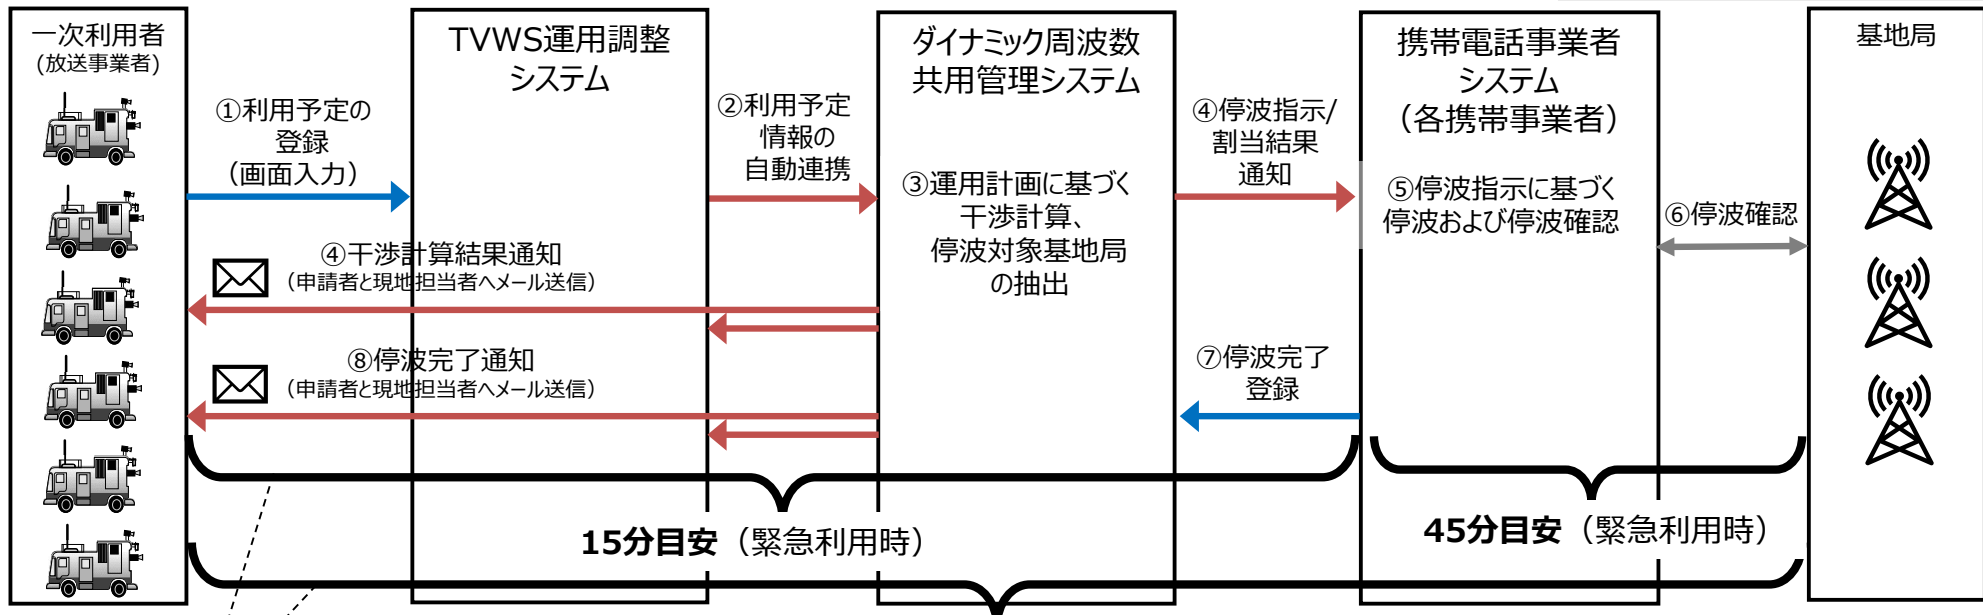 一次利用者
(放送事業者)
①利用予定の
登録
（画面入力）
TVWS運用調整
システム
②利用予定
情報の
自動連携
ダイナミック周波数
共用管理システム
③運用計画に基づく
干渉計算、
停波対象基地局
の抽出
④停波指示/
割当結果
通知
携帯電話事業者
システム
（各携帯事業者）
⑤停波指示に基づく
停波および停波確認
⑥停波確認
基地局
④干渉計算結果通知
（申請者と現地担当者へメール送信）
⑧停波完了通知
（申請者と現地担当者へメール送信）
⑦停波完了
登録
15分目安（緊急利用時）
45分目安（緊急利用時）